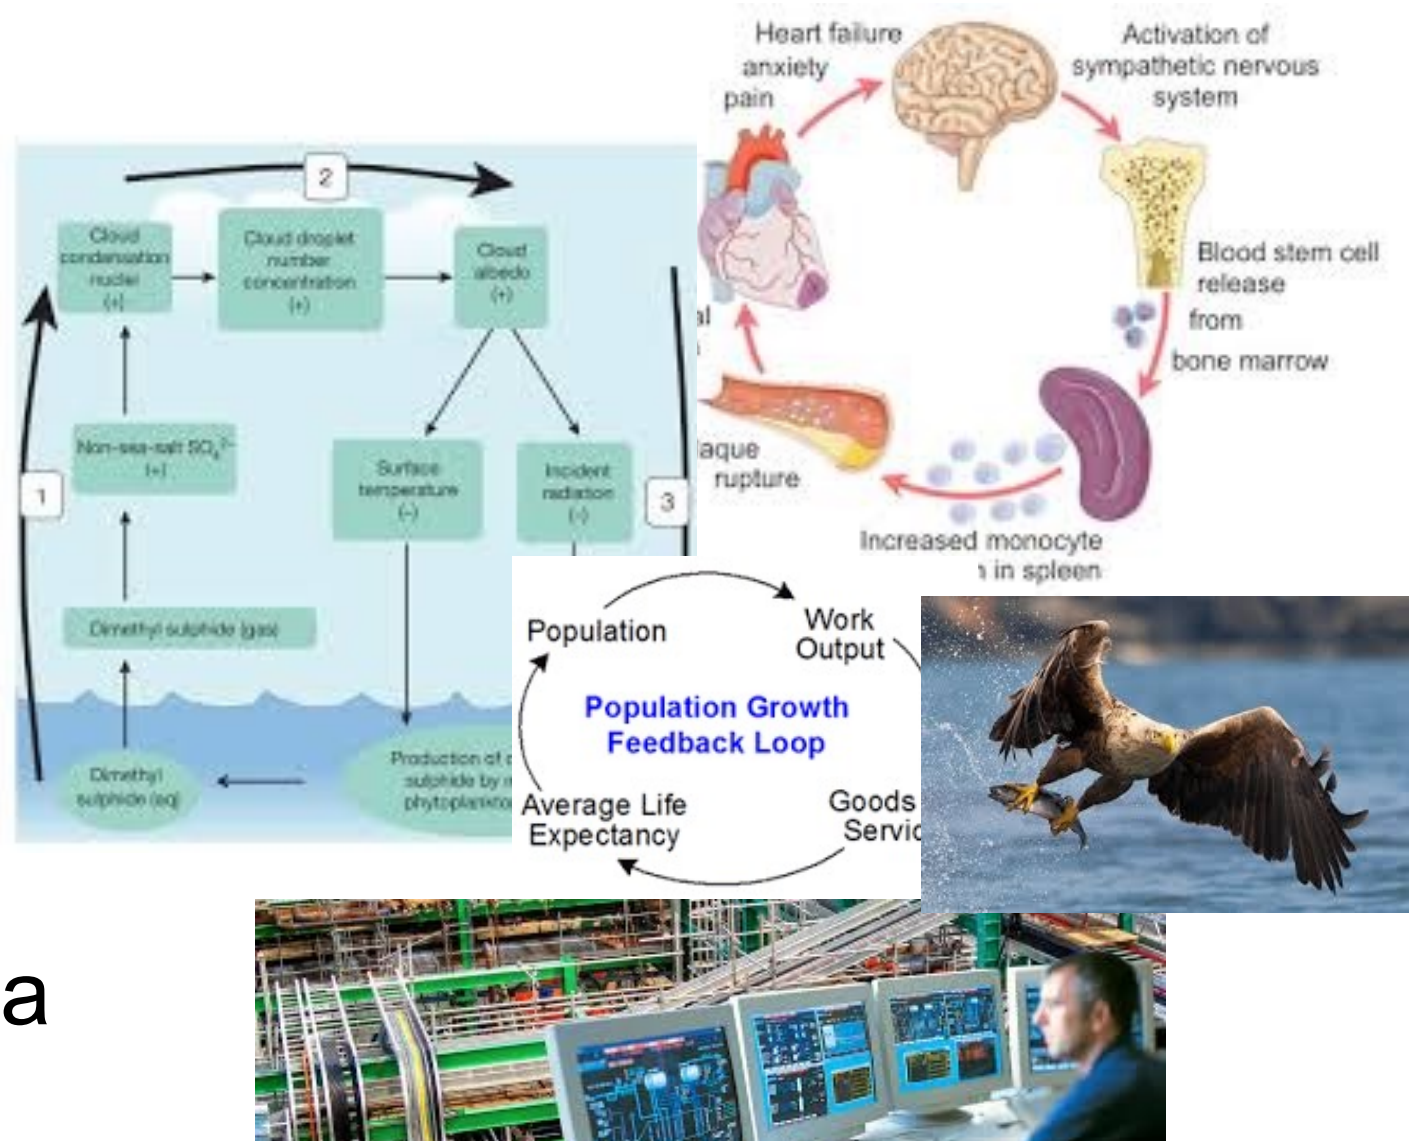 2
Cloud
condensation
nuclei
(+)
Cloud droplet
number
concentration
(+)
Cloud
albedo
(+)
1
Non-sea-salt SO₄²⁻
(+)
Surface
temperature
(−)
Incident
radiation
(−)
3
Dimethyl sulphide (gas)
Dimethyl
sulphide (aq)
Production of
sulphide by
Heart failure
anxiety
pain
Activation of
sympathetic nervous
system
Blood stem cell
release
from
bone marrow
al
laque
rupture
Increased monocyte
in spleen
Population
Work
Output
Population Growth
Feedback Loop
Average Life
Expectancy
Goods
Servic
a